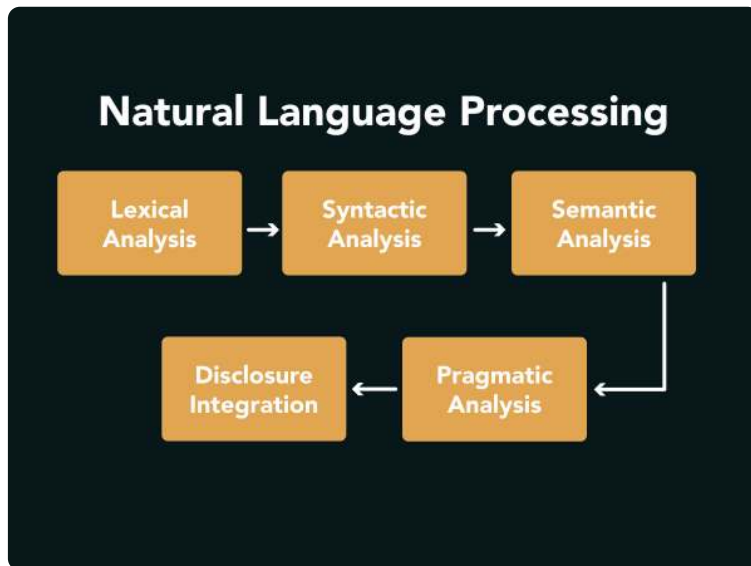 Natural Language Processing
Lexical
Analysis
Syntactic
Analysis
Semantic
Analysis
Pragmatic
Analysis
Disclosure
Integration